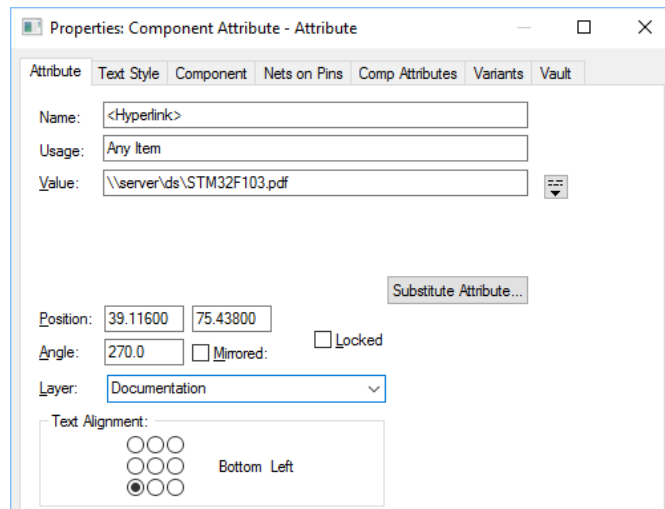 Properties: Component Attribute - Attribute
Attribute Text Style Component Nets on Pins Comp Attributes Variants Vault
Name: <Hyperlink>
Usage: Any Item
Value: \\server\ds\STM32F103.pdf
Substitute Attribute...
Position: 39.11600 75.43800
Locked
Angle: 270.0 Mirrored:
Layer: Documentation
Text Alignment:
Bottom Left